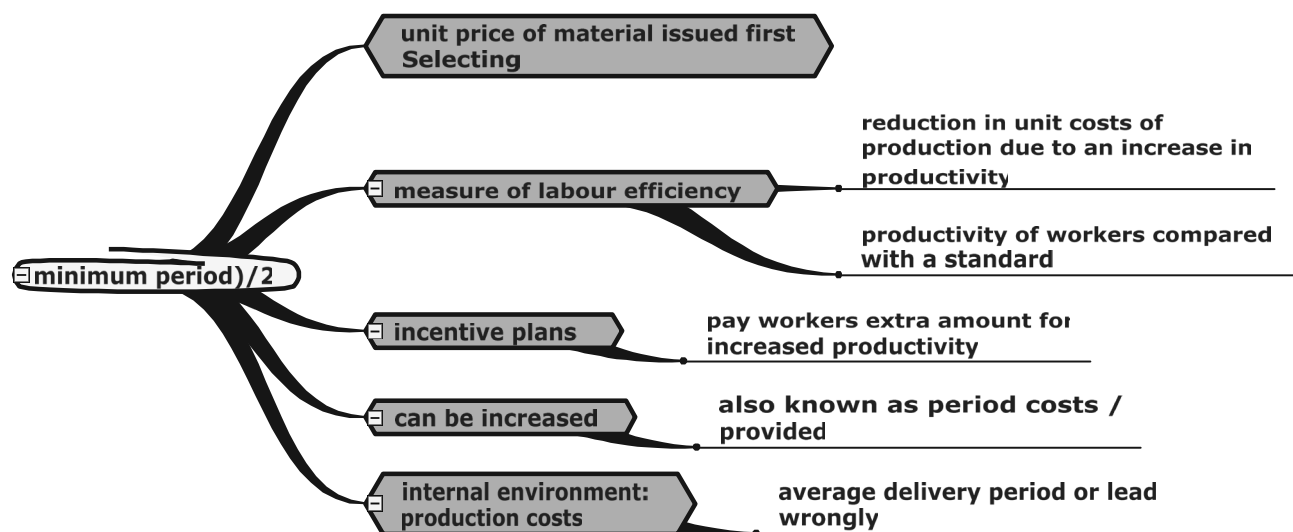 unit price of material issued first
Selecting
reduction in unit costs of
production due to an increase in
productivity
measure of labour efficiency
productivity of workers compared
with a standard
minimum period)/2
incentive plans
pay workers extra amount for
increased productivity
can be increased
also known as period costs /
provided
internal environment:
production costs
average delivery period or lead
wrongly